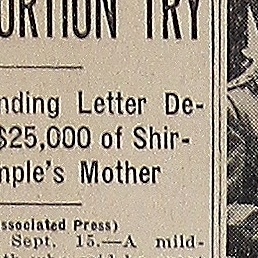 ORTION TRY
nding Letter De-
$25,000 of Shir-
mple's Mother
ssociated Press)
Sept. 15.—A mild-